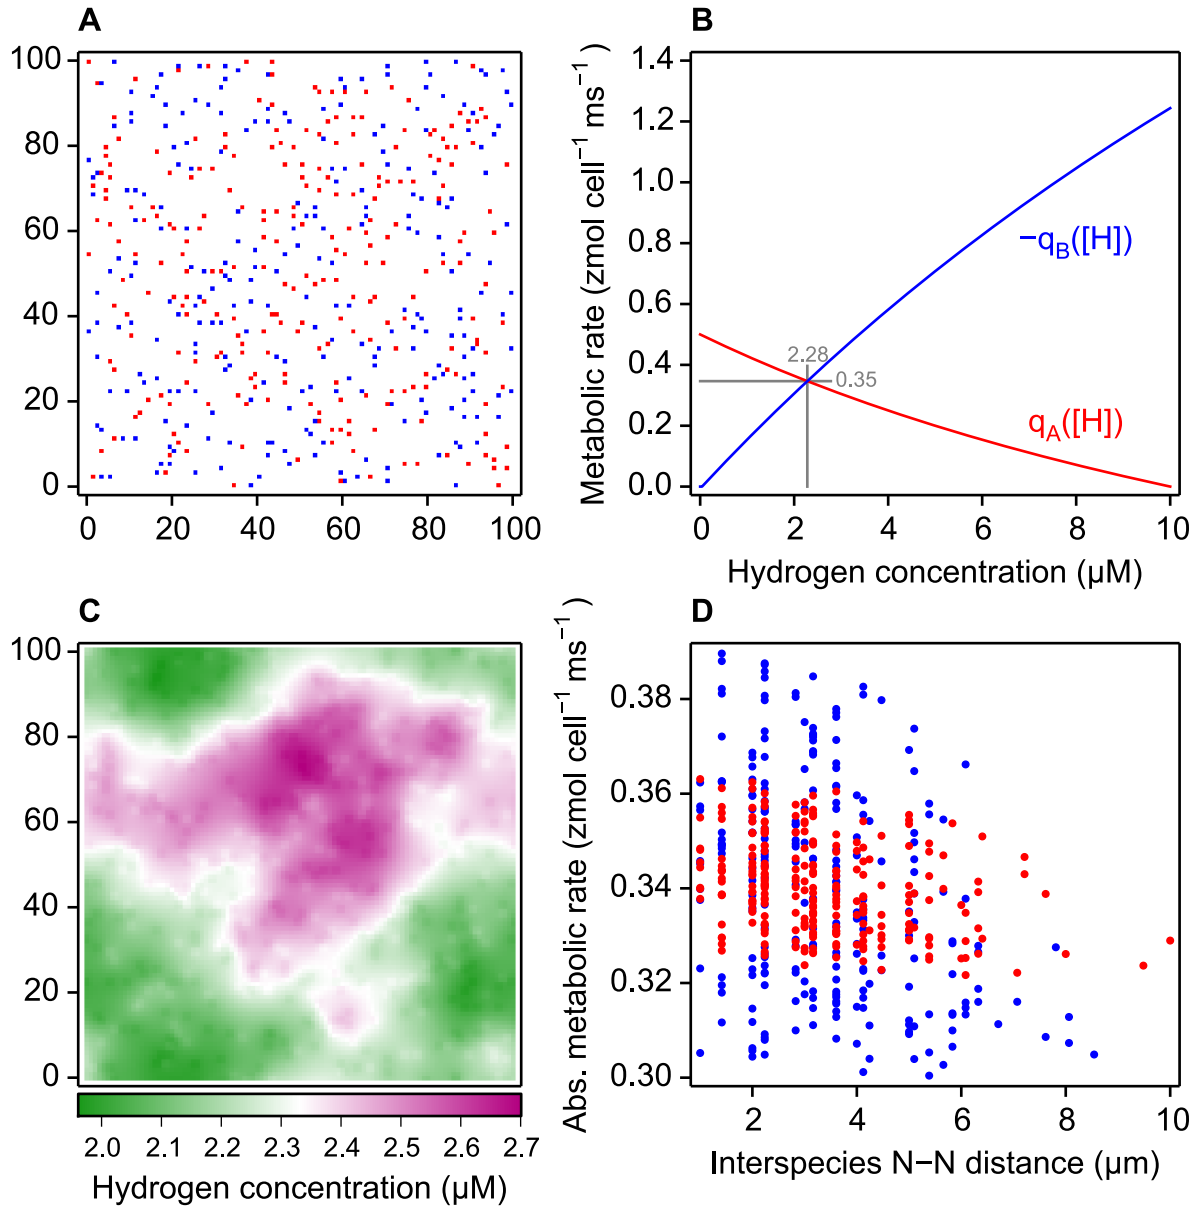 A
100
80
60
40
20
0
0 20 40 60 80 100
B
Metabolic rate (zmol cell⁻¹ ms⁻¹ )
1.4
1.2
1.0
0.8
0.6
0.4
0.2
0.0
−q_B([H])
2.28
0.35
q_A([H])
0 2 4 6 8 10
Hydrogen concentration (µM)
C
100
80
60
40
20
0
2.0 2.1 2.2 2.3 2.4 2.5 2.6 2.7
Hydrogen concentration (µM)
D
Abs. metabolic rate (zmol cell⁻¹ ms⁻¹ )
0.38
0.36
0.34
0.32
0.30
2 4 6 8 10
Interspecies N−N distance (µm)